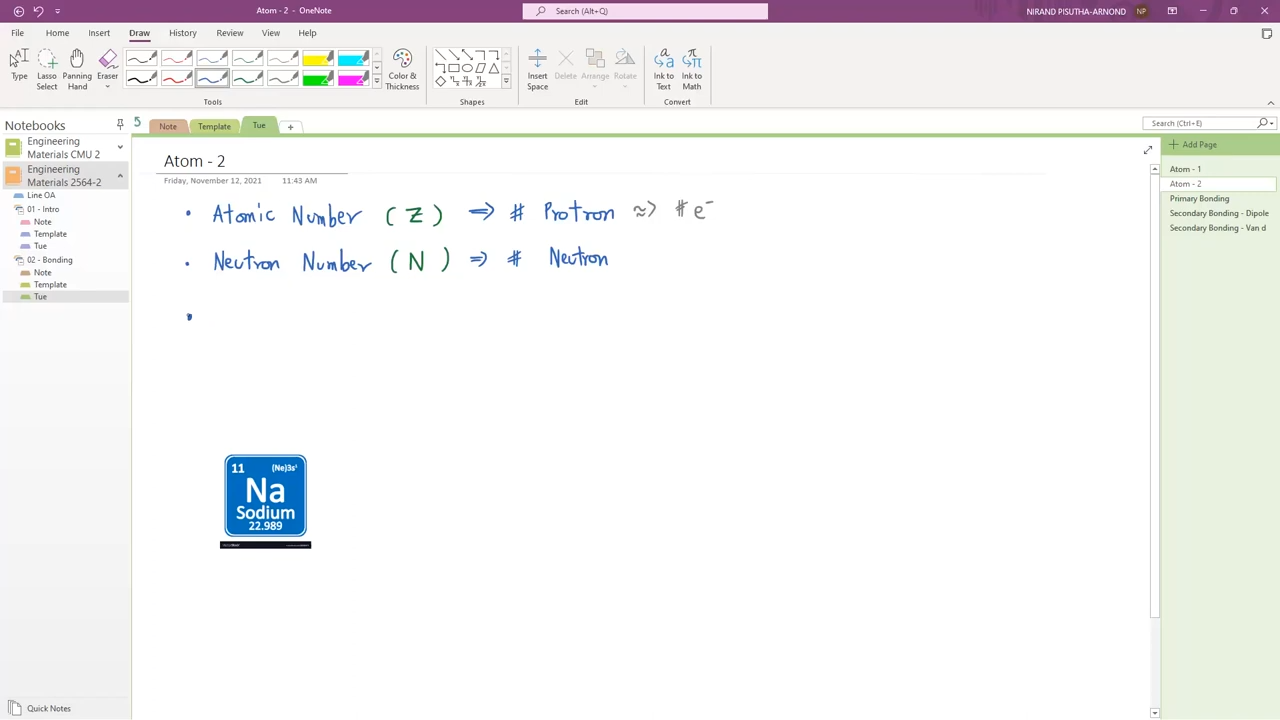 Atom - 2 - OneNote
Search (Alt+Q)
NIRAND PISUTHA-ARNOND
NP
File Home Insert Draw History Review View Help
Type
Lasso Select
Panning Hand
Eraser
Color & Thickness
Insert Space
Delete
Arrange
Rotate
Ink to Text
Ink to Math
Tools
Shapes
Edit
Convert
Notebooks
Note
Template
Tue
Search (Ctrl+E)
Engineering Materials CMU 2
Engineering Materials 2564-2
Line OA
01 - Intro
Note
Template
Tue
02 - Bonding
Note
Template
Tue
Quick Notes
Atom - 2
Friday, November 12, 2021 11:43 AM
• Atomic Number (Z) ⇒ # Protron ≈> # e⁻
• Neutron Number (N) ⇒ # Neutron
•
11 (Ne)3s¹
Na
Sodium
22.989
Add Page
Atom - 1
Atom - 2
Primary Bonding
Secondary Bonding - Dipole
Secondary Bonding - Van d